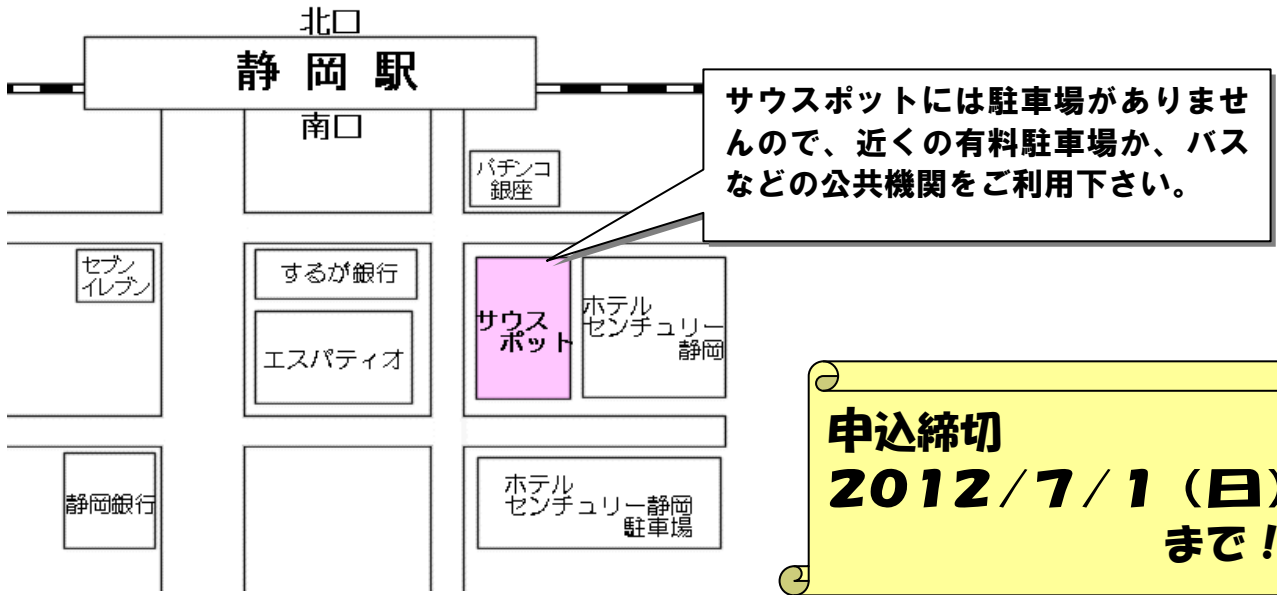 北口
静岡駅
南口
サウスポットには駐車場がありませ
んので、近くの有料駐車場か、バス
などの公共機関をご利用下さい。
パチンコ
銀座
セブン
イレブン
するが銀行
エスパティオ
サウス
ポット
ホテル
センチュリー
静岡
申込締切
2012/7/1(日)
まで!
静岡銀行
ホテル
センチュリー静岡
駐車場